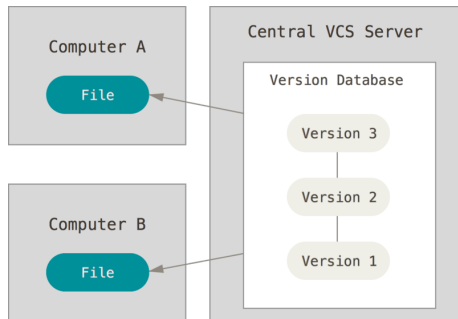 Computer A
File
Computer B
File
Central VCS Server
Version Database
Version 3
Version 2
Version 1